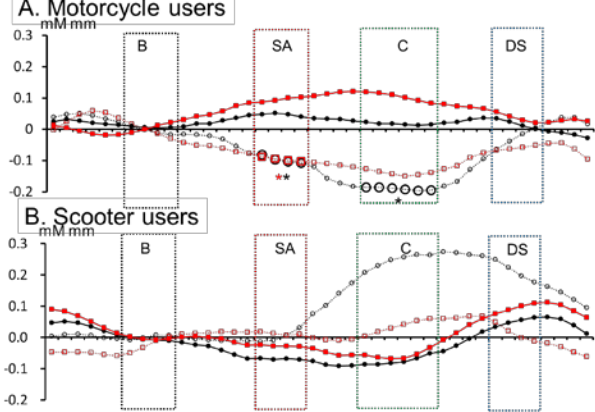 A. Motorcycle users
mM mm
0.3
B SA C DS
0.2
0.1
0
-0.1
**
-0.2
*
B. Scooter users
mM mm
0.3
B SA C DS
0.2
0.1
0.0
-0.1
-0.2